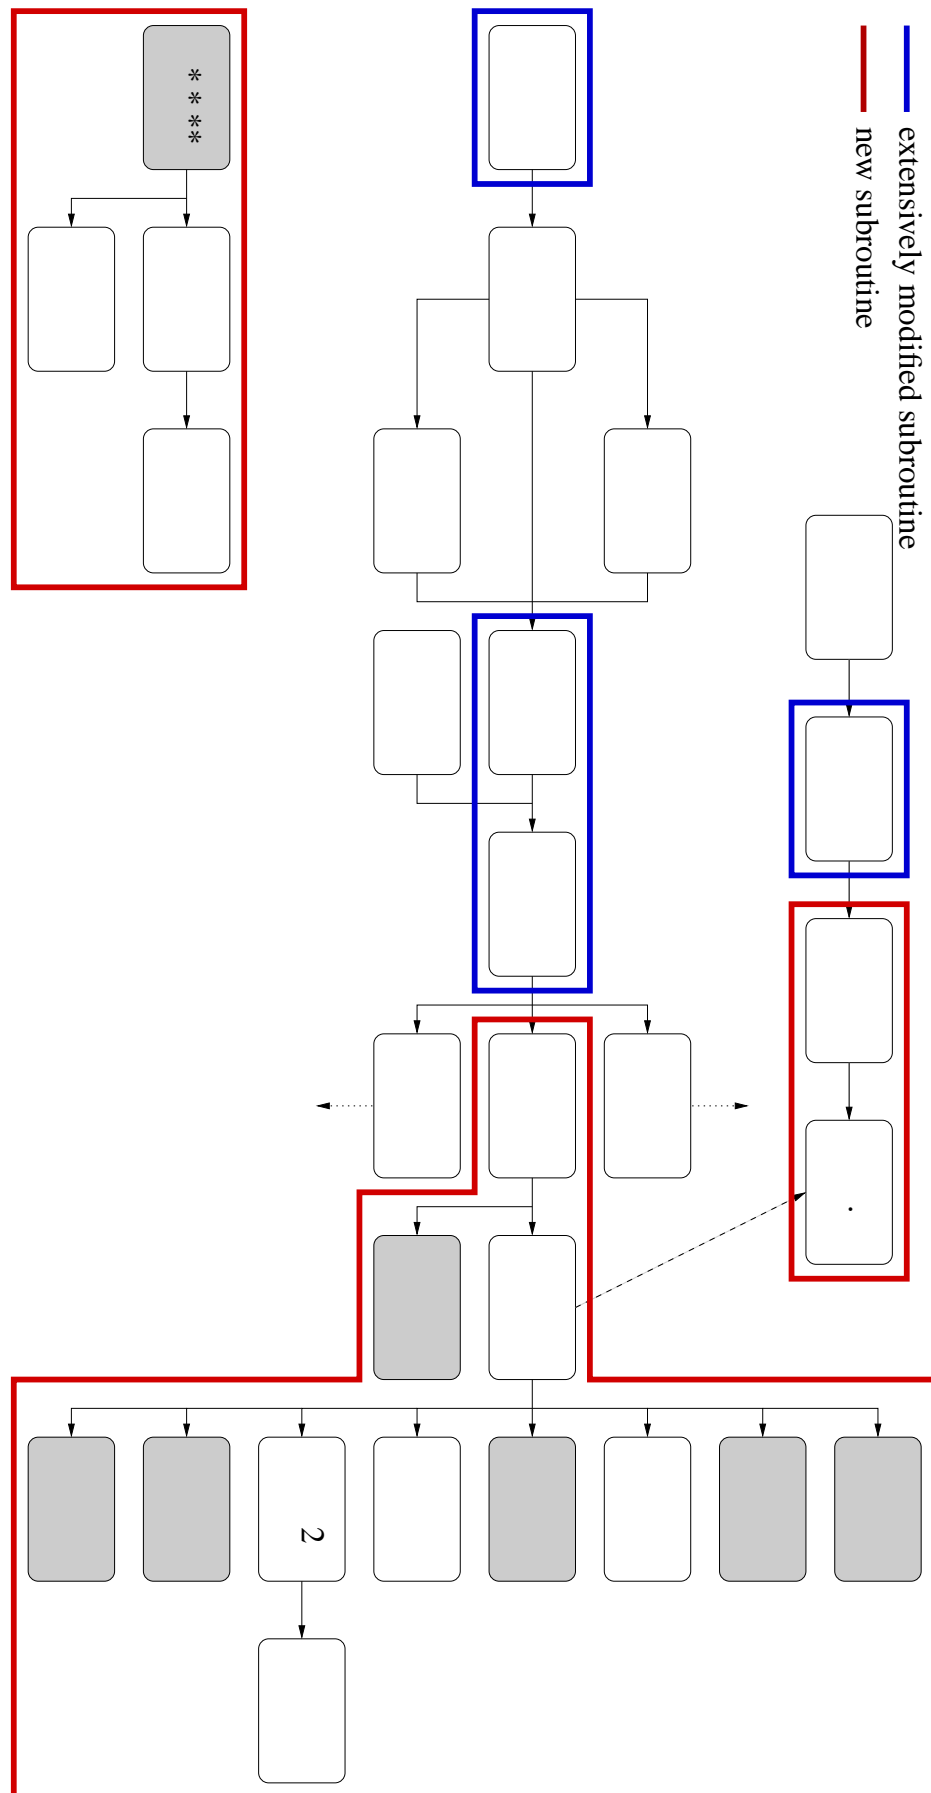 extensively modified subroutine
new subroutine
* * * *
.
2